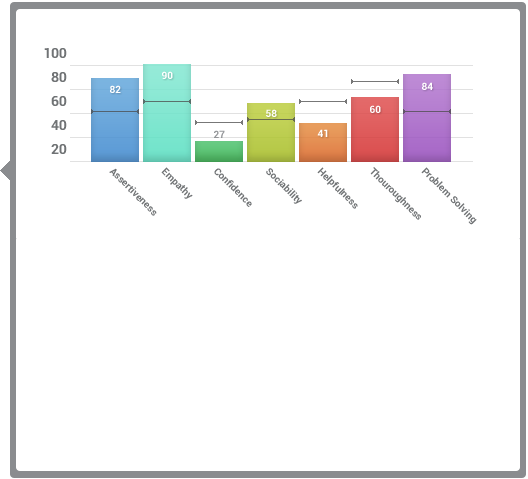 100
80
60
40
20
82
90
27
58
41
60
84
Assertiveness
Empathy
Confidence
Sociability
Helpfulness
Thouroughness
Problem Solving